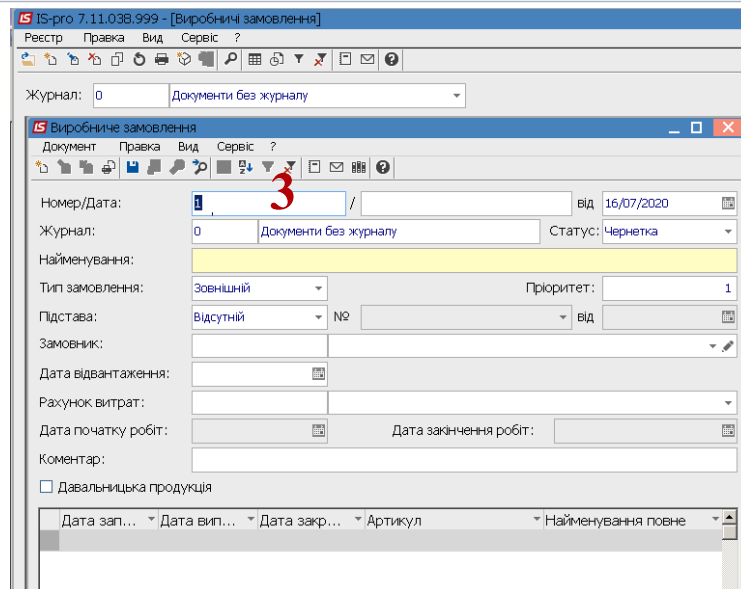 IS-pro 7.11.038.999 - [Виробничі замовлення]
Реєстр Правка Вид Сервіс ?
Журнал: 0 Документи без журналу
Виробниче замовлення
Документ Правка Вид Сервіс ?
3
Номер/Дата: 1 / від 16/07/2020
Журнал: 0 Документи без журналу Статус: Чернетка
Найменування:
Тип замовлення: Зовнішній Пріоритет: 1
Підстава: Відсутній № від
Замовник:
Дата відвантаження:
Рахунок витрат:
Дата початку робіт: Дата закінчення робіт:
Коментар:
Давальницька продукція
Дата зап... Дата вип... Дата закр... Артикул Найменування повне